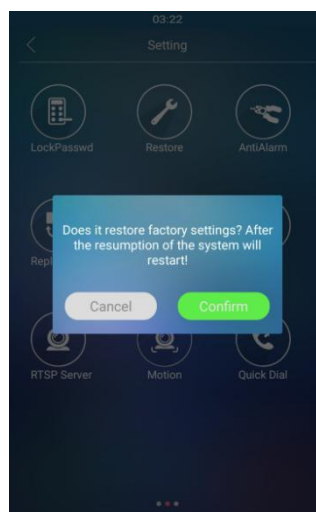 03:22
Setting
LockPasswd
Restore
AntiAlarm
Does it restore factory settings? After
the resumption of the system will
restart!
Cancel
Confirm
RTSP Server
Motion
Quick Dial